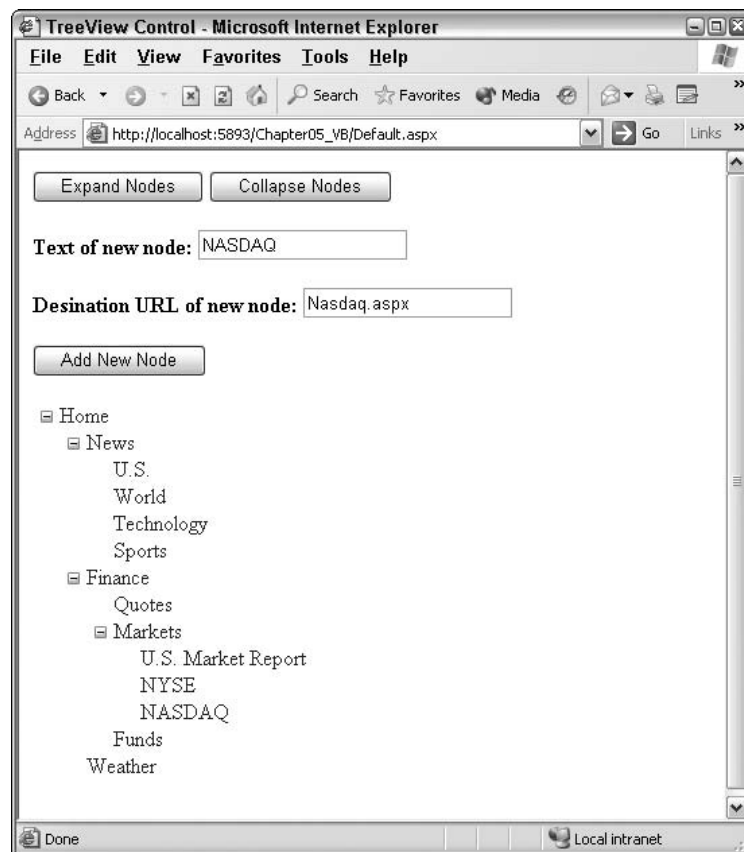 TreeView Control - Microsoft Internet Explorer
File Edit View Favorites Tools Help
Back Search Favorites Media »
Address http://localhost:5893/Chapter05_VB/Default.aspx Go Links »
Expand Nodes Collapse Nodes
Text of new node: NASDAQ
Desination URL of new node: Nasdaq.aspx
Add New Node
Home
News
U.S.
World
Technology
Sports
Finance
Quotes
Markets
U.S. Market Report
NYSE
NASDAQ
Funds
Weather
Done Local intranet